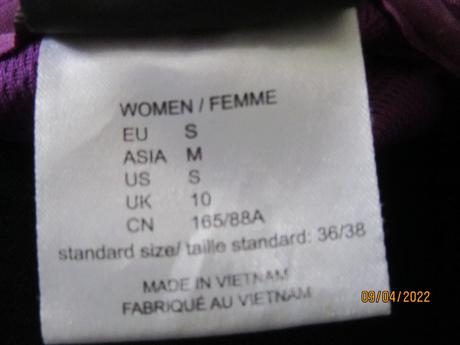 WOMEN / FEMME
EU S
ASIA M
US S
UK 10
CN 165/88A
standard size/ taille standard: 36/38
MADE IN VIETNAM
FABRIQUÉ AU VIETNAM
09/04/2022